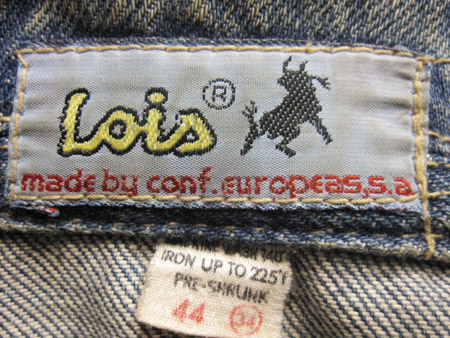 Lois ®
made by conf. europeas, s.a
IRON UP TO 225°F
PRE-SHRUNK
44 34